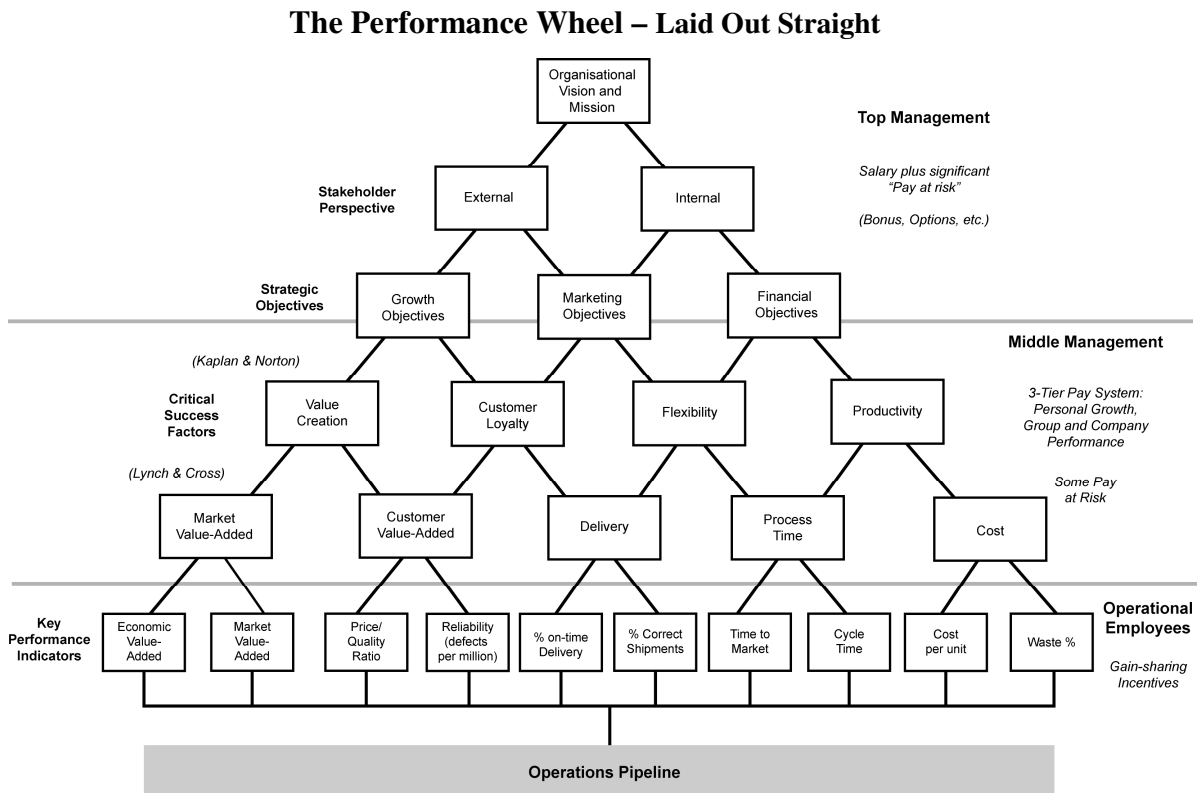 The Performance Wheel – Laid Out Straight
Organisational
Vision and
Mission
Top Management
Salary plus significant
“Pay at risk”
(Bonus, Options, etc.)
Stakeholder
Perspective
External
Internal
Strategic
Objectives
Growth
Objectives
Marketing
Objectives
Financial
Objectives
Middle Management
(Kaplan & Norton)
Critical
Success
Factors
Value
Creation
Customer
Loyalty
Flexibility
Productivity
3-Tier Pay System:
Personal Growth,
Group and Company
Performance
(Lynch & Cross)
Some Pay
at Risk
Market
Value-Added
Customer
Value-Added
Delivery
Process
Time
Cost
Key
Performance
Indicators
Economic
Value-
Added
Market
Value-
Added
Price/
Quality
Ratio
Reliability
(defects
per million)
% on-time
Delivery
% Correct
Shipments
Time to
Market
Cycle
Time
Cost
per unit
Waste %
Operational
Employees
Gain-sharing
Incentives
Operations Pipeline